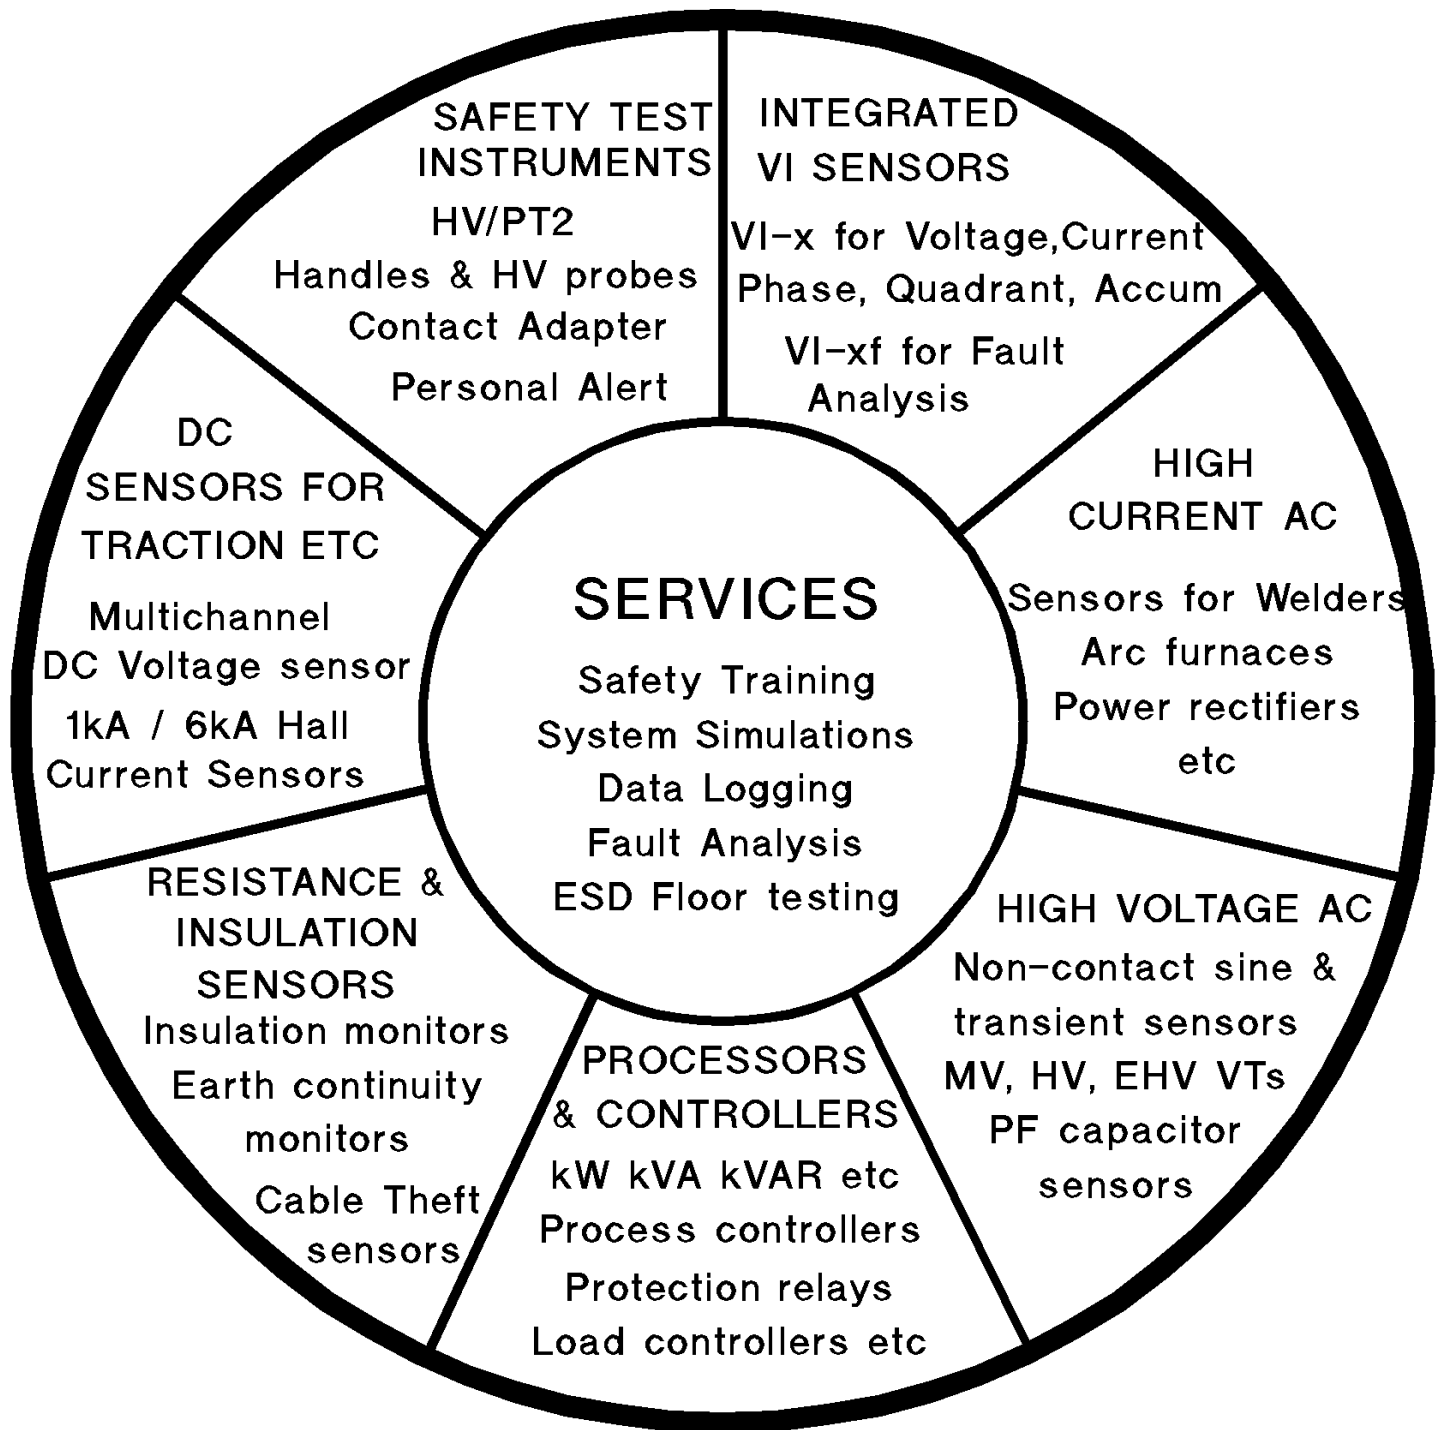 SAFETY TEST
INSTRUMENTS
HV/PT2
Handles & HV probes
Contact Adapter
Personal Alert
INTEGRATED
VI SENSORS
VI-x for Voltage,Current
Phase, Quadrant, Accum
VI-xf for Fault
Analysis
HIGH
CURRENT AC
Sensors for Welders
Arc furnaces
Power rectifiers
etc
HIGH VOLTAGE AC
Non-contact sine &
transient sensors
MV, HV, EHV VTs
PF capacitor
sensors
PROCESSORS
& CONTROLLERS
kW kVA kVAR etc
Process controllers
Protection relays
Load controllers etc
RESISTANCE &
INSULATION
SENSORS
Insulation monitors
Earth continuity
monitors
Cable Theft
sensors
DC
SENSORS FOR
TRACTION ETC
Multichannel
DC Voltage sensor
1kA / 6kA Hall
Current Sensors
SERVICES
Safety Training
System Simulations
Data Logging
Fault Analysis
ESD Floor testing